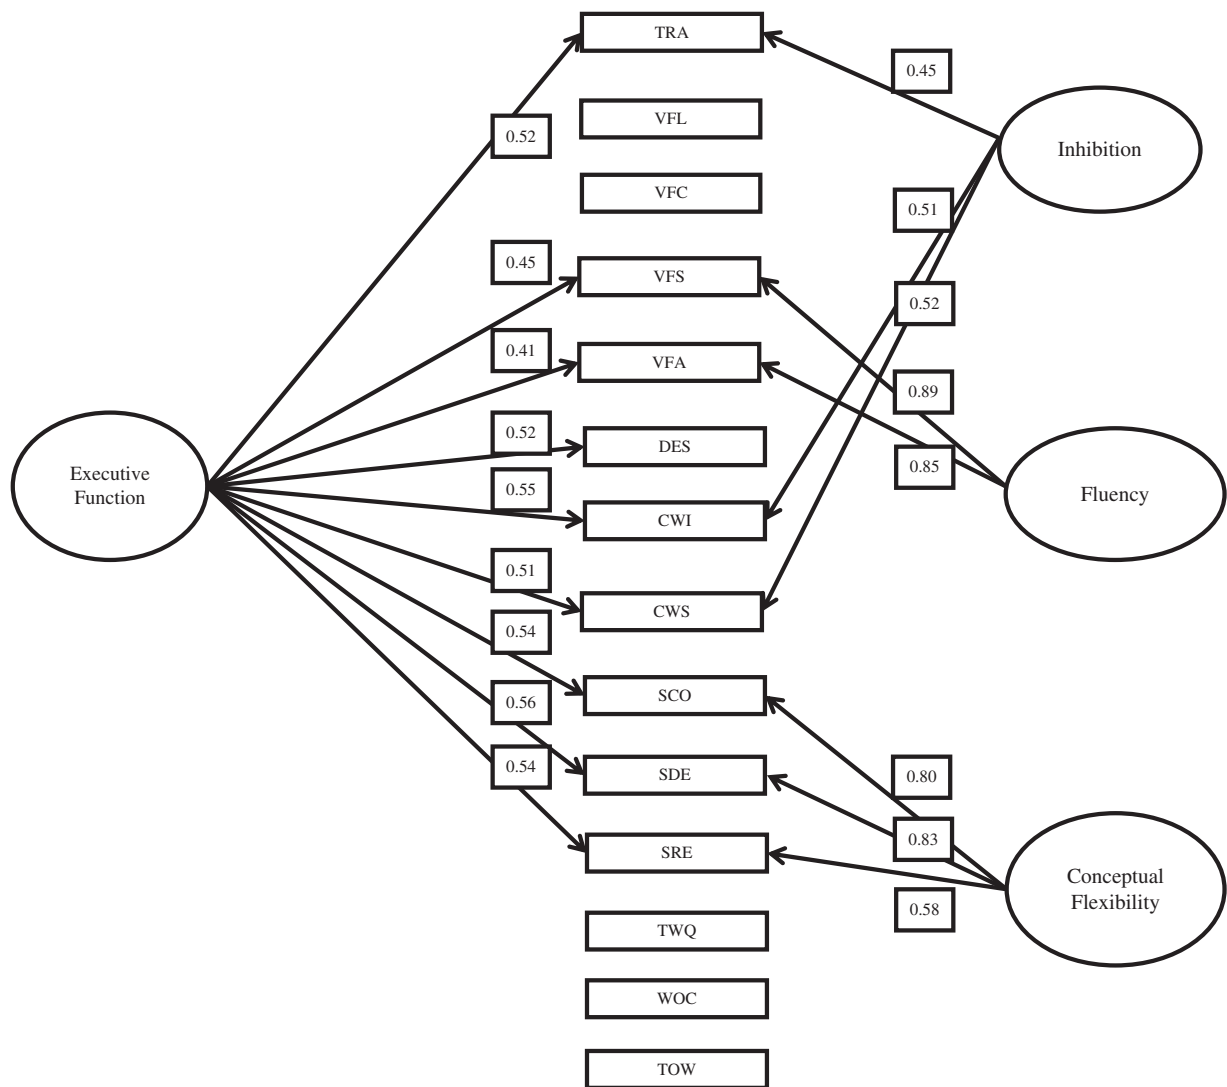 TRA
0.45
VFL
0.52
Inhibition
VFC
0.51
0.45
VFS
0.52
0.41
VFA
0.89
0.52
DES
0.85
Executive
Function
0.55
CWI
Fluency
0.51
CWS
0.54
SCO
0.56
0.54
SDE
0.80
0.83
SRE
Conceptual
Flexibility
0.58
TWQ
WOC
TOW